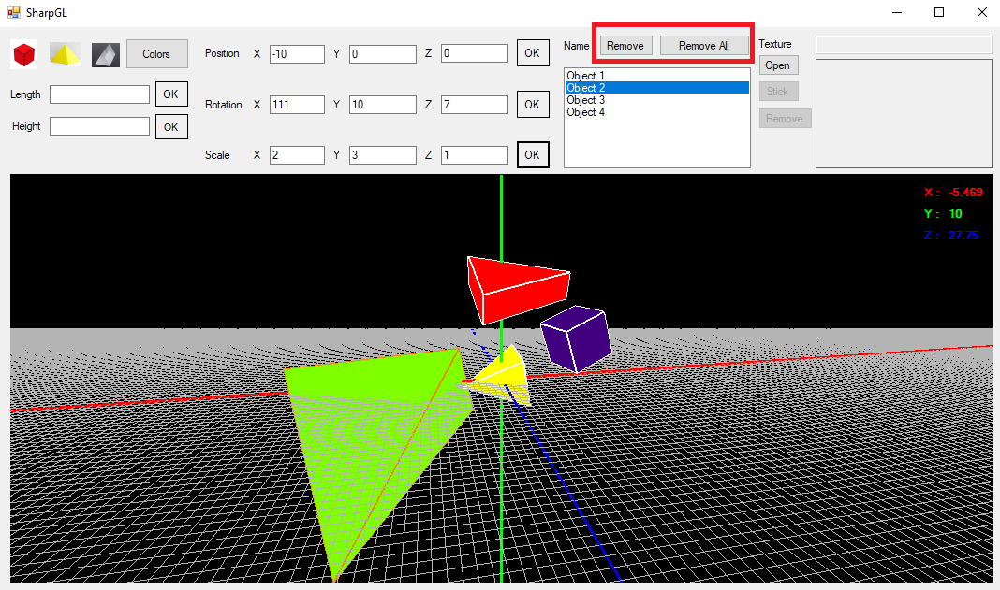 SharpGL
Colors
Length OK
Height OK
Position X -10 Y 0 Z 0 OK
Rotation X 111 Y 10 Z 7 OK
Scale X 2 Y 3 Z 1 OK
Name Remove Remove All
Object 1
Object 2
Object 3
Object 4
Texture
Open
Stick
Remove
X : -5.469
Y : 10
Z : 27.75